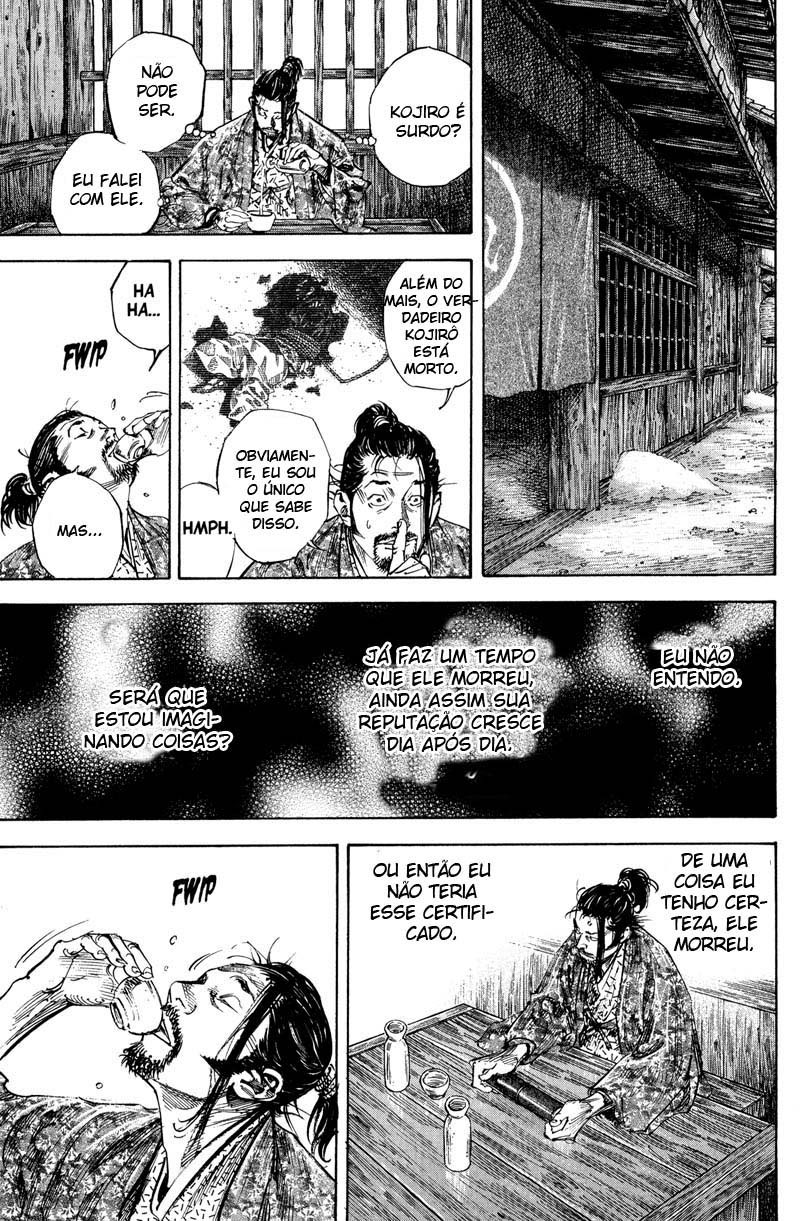 KOJIRO É
SURDO?
NÃO
PODE
SER.
EU FALEI
COM ELE.
ALÉM DO
MAIS, O VER-
DADEIRO
KOJIRÔ
ESTÁ
MORTO.
OBVIAMEN-
TE, EU SOU
O ÚNICO
QUE SABE
DISSO.
HMPH.
HA
HA...
FWIP
MAS...
EU NÃO
ENTENDO.
JÁ FAZ UM TEMPO
QUE ELE MORREU,
AINDA ASSIM SUA
REPUTAÇÃO CRESCE
DIA APÓS DIA.
SERÁ QUE
ESTOU IMAGI-
NANDO COISAS?
DE UMA
COISA EU
TENHO CER-
TEZA, ELE
MORREU.
OU ENTÃO EU
NÃO TERIA
ESSE CERTIFI-
CADO.
FWIP